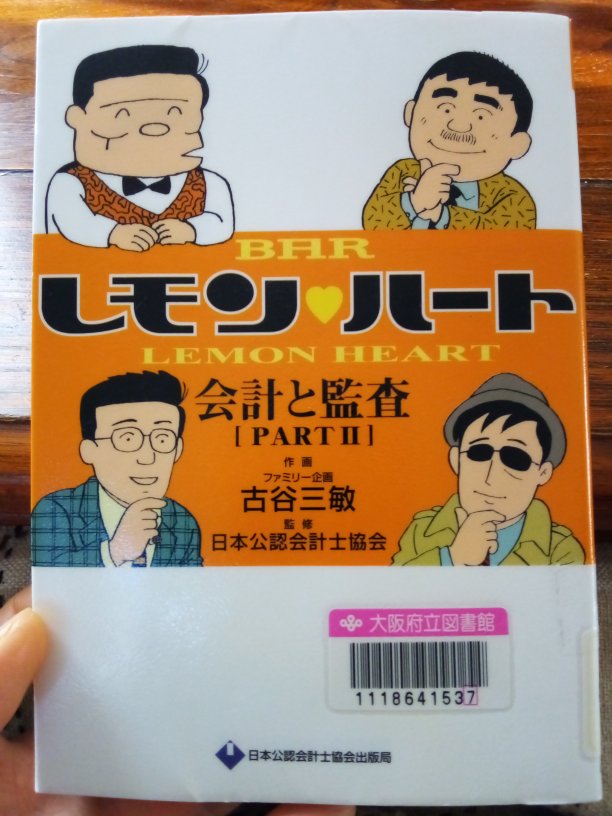 BAR
レモン♥ハート
LEMON HEART
会計と監査
[PART II]
作画
ファミリー企画
古谷三敏
監修
日本公認会計士協会
大阪府立図書館
1118641537
日本公認会計士協会出版局